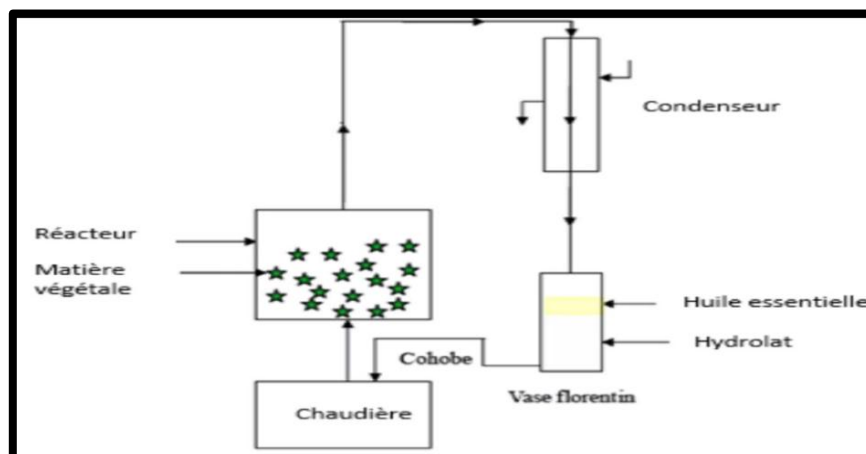 Condenseur
Réacteur
Matière
végétale
Huile essentielle
Hydrolat
Cohobe
Vase florentin
Chaudière